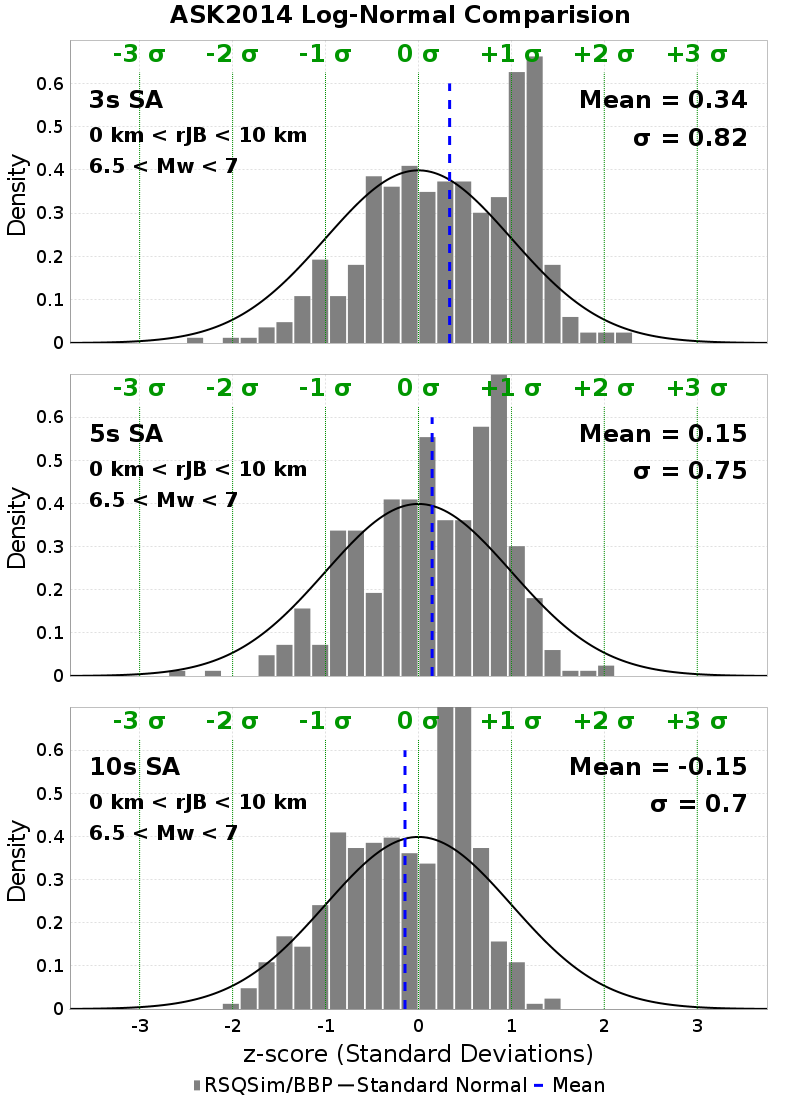 ASK2014 Log-Normal Comparision
-3 σ -2 σ -1 σ 0 σ +1 σ +2 σ +3 σ
3s SA
0 km < rJB < 10 km
6.5 < Mw < 7
Mean = 0.34
σ = 0.82
0.6
0.5
0.4
0.3
0.2
0.1
0
Density
-3 σ -2 σ -1 σ 0 σ +1 σ +2 σ +3 σ
5s SA
0 km < rJB < 10 km
6.5 < Mw < 7
Mean = 0.15
σ = 0.75
0.6
0.5
0.4
0.3
0.2
0.1
0
Density
-3 σ -2 σ -1 σ 0 σ +1 σ +2 σ +3 σ
10s SA
0 km < rJB < 10 km
6.5 < Mw < 7
Mean = -0.15
σ = 0.7
0.6
0.5
0.4
0.3
0.2
0.1
0
Density
-3 -2 -1 0 1 2 3
z-score (Standard Deviations)
RSQSim/BBP Standard Normal Mean